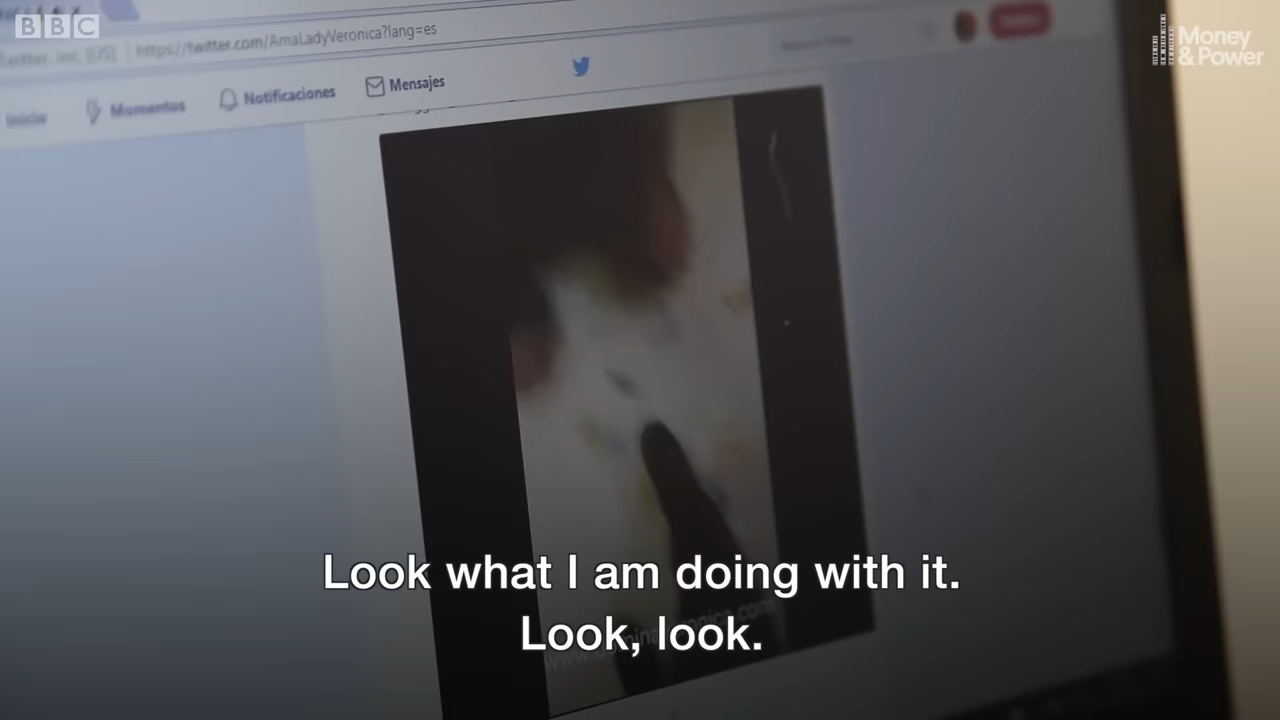 BBC
https://twitter.com/AmaLadyVeronica?lang=es
Money
& Power
Inicio
Momentos
Notificaciones
Mensajes
Look what I am doing with it.
Look, look.